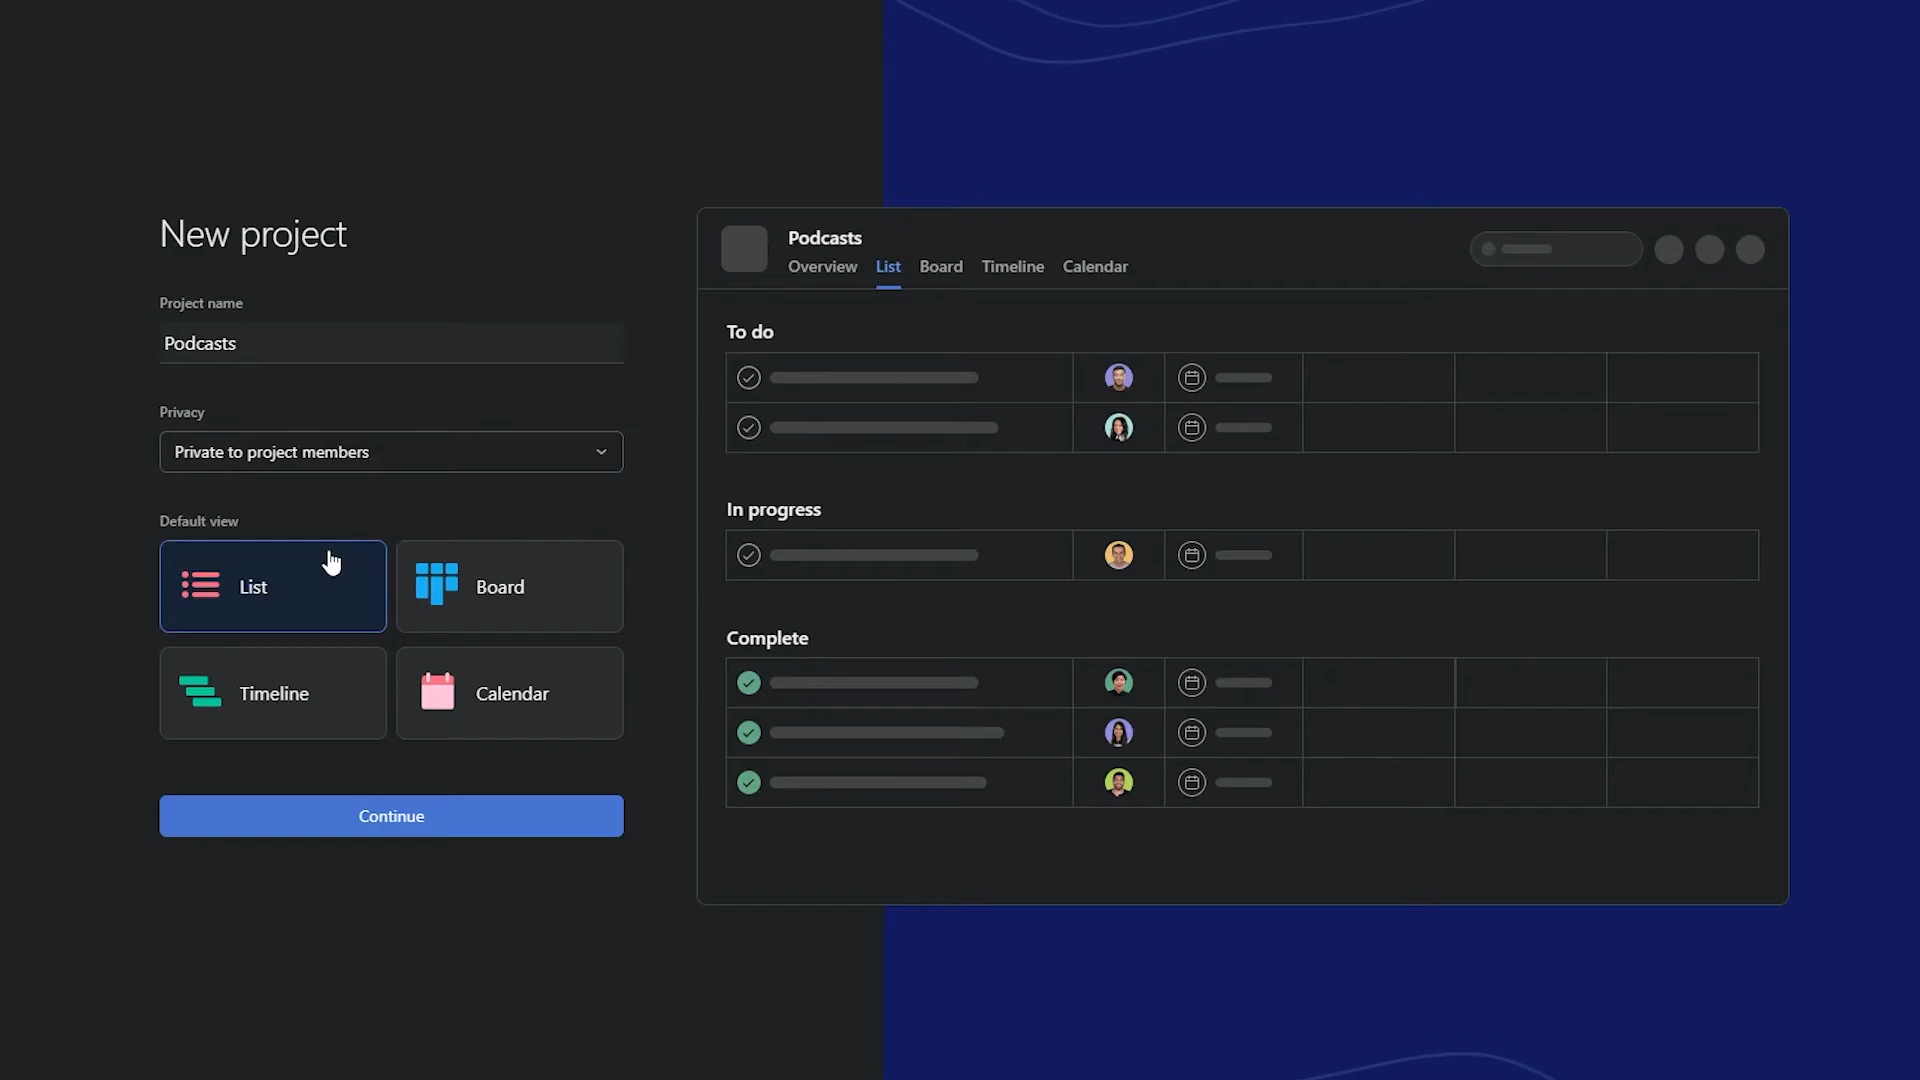 New project
Project name
Podcasts
Privacy
Private to project members
Default view
List
Board
Timeline
Calendar
Continue
Podcasts
Overview List Board Timeline Calendar
To do
In progress
Complete